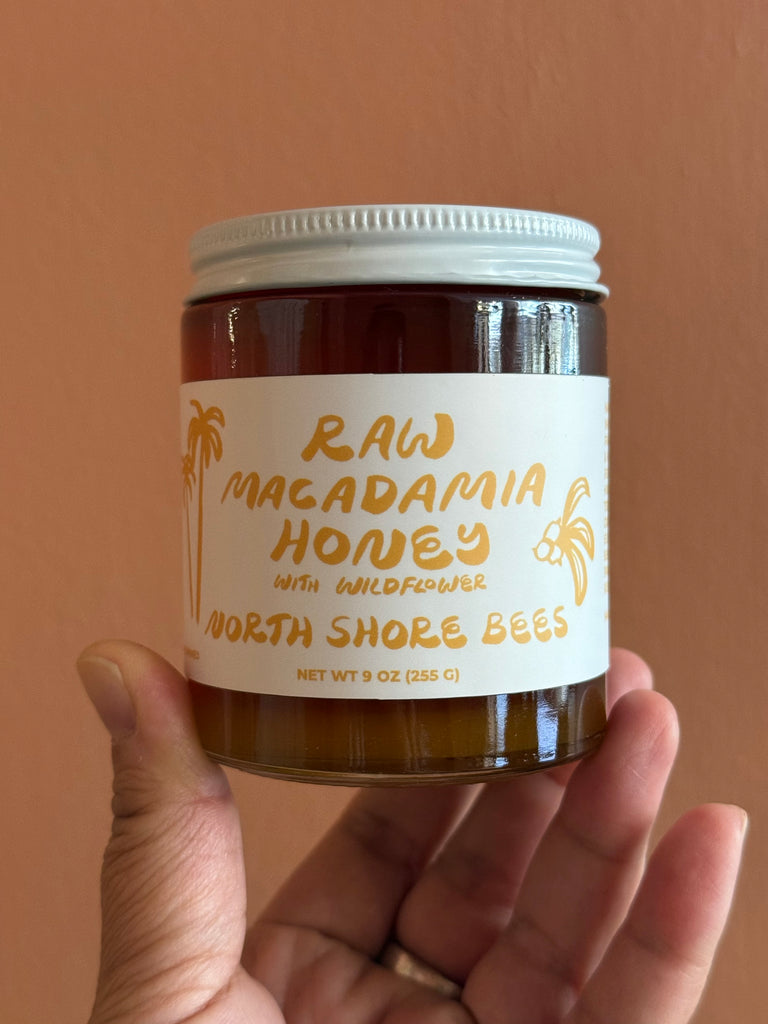 RAW
MACADAMIA
HONEY
WITH WILDFLOWER
NORTH SHORE BEES
NET WT 9 OZ (255 G)